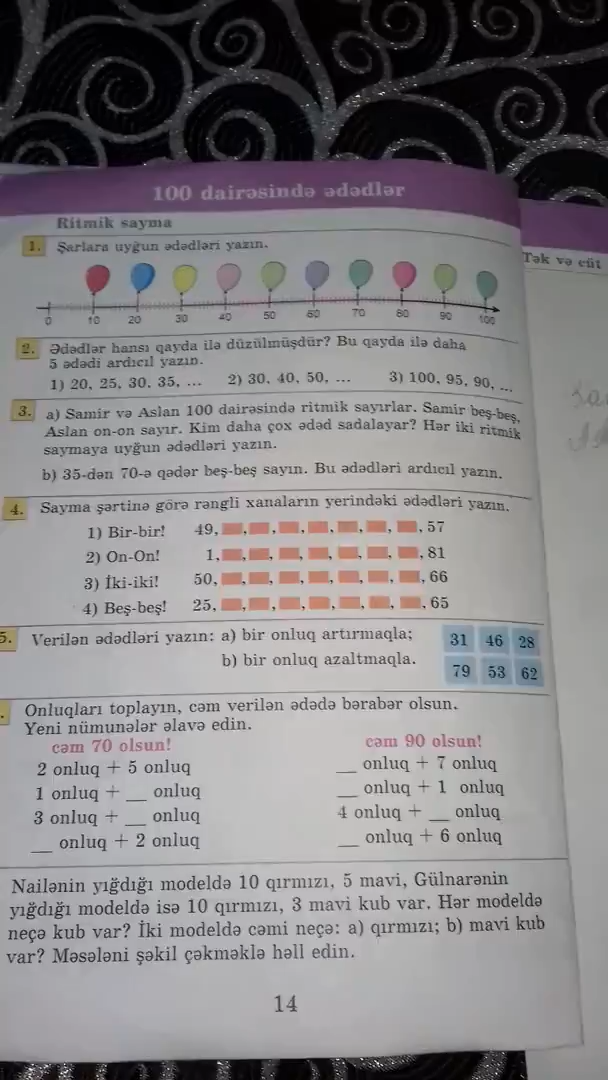 100 dairəsində ədədlər
Ritmik sayma
1. Şarlara uyğun ədədləri yazın.
0 10 20 30 40 50 60 70 80 90 100
2. Ədədlər hansı qayda ilə düzülmüşdür? Bu qayda ilə daha
5 ədədi ardıcıl yazın.
1) 20, 25, 30, 35, ... 2) 30, 40, 50, ... 3) 100, 95, 90, ...
3. a) Samir və Aslan 100 dairəsində ritmik sayırlar. Samir beş-beş,
Aslan on-on sayır. Kim daha çox ədəd sadalayar? Hər iki ritmik
saymaya uyğun ədədləri yazın.
b) 35-dən 70-ə qədər beş-beş sayın. Bu ədədləri ardıcıl yazın.
4. Sayma şərtinə görə rəngli xanaların yerindəki ədədləri yazın.
1) Bir-bir! 49, , , , , , , , 57
2) On-On! 1, , , , , , , , 81
3) İki-iki! 50, , , , , , , , 66
4) Beş-beş! 25, , , , , , , , 65
5. Verilən ədədləri yazın: a) bir onluq artırmaqla;
b) bir onluq azaltmaqla.
31 46 28
79 53 62
Onluqları toplayın, cəm verilən ədədə bərabər olsun.
Yeni nümunələr əlavə edin.
cəm 70 olsun!
2 onluq + 5 onluq
1 onluq + __ onluq
3 onluq + __ onluq
__ onluq + 2 onluq
cəm 90 olsun!
__ onluq + 7 onluq
__ onluq + 1 onluq
4 onluq + __ onluq
__ onluq + 6 onluq
Nailənin yığdığı modeldə 10 qırmızı, 5 mavi, Gülnarənin
yığdığı modeldə isə 10 qırmızı, 3 mavi kub var. Hər modeldə
neçə kub var? İki modeldə cəmi neçə: a) qırmızı; b) mavi kub
var? Məsələni şəkil çəkməklə həll edin.
14
Tək və cüt